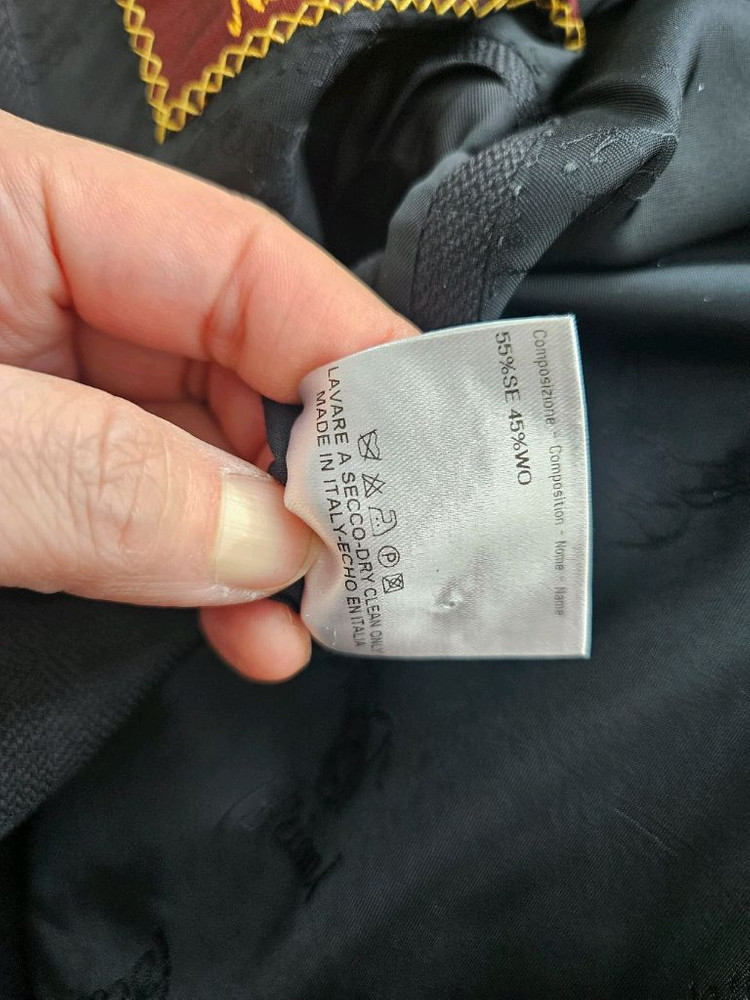 Composizione - Composition - Nome - Name
55%SE 45%WO
P
LAVARE A SECCO-DRY CLEAN ONLY
MADE IN ITALY-ECHO EN ITALIA